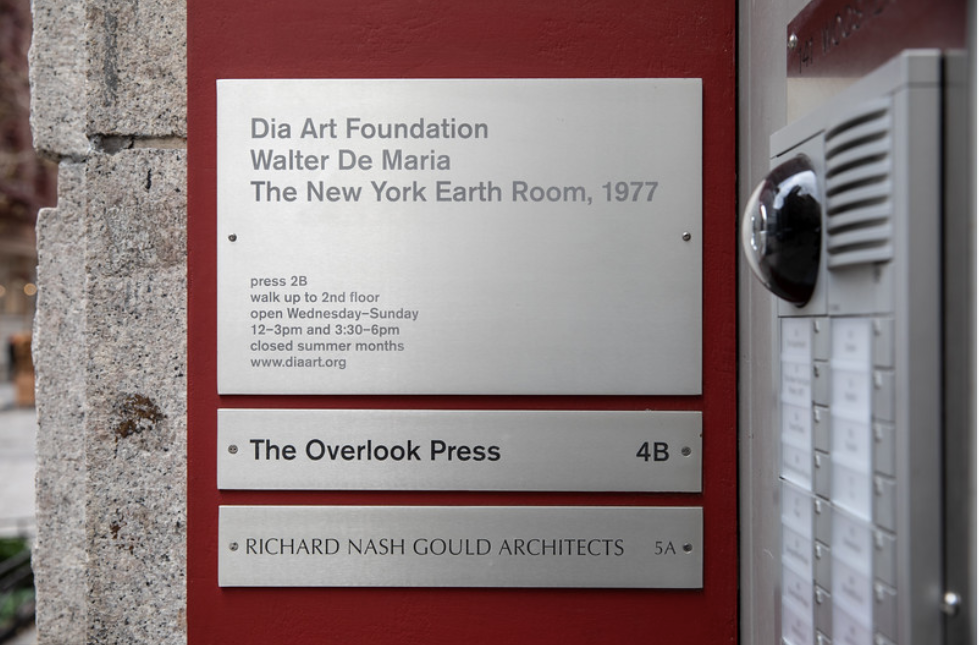 Dia Art Foundation
Walter De Maria
The New York Earth Room, 1977
press 2B
walk up to 2nd floor
open Wednesday–Sunday
12–3pm and 3:30–6pm
closed summer months
www.diaart.org
The Overlook Press 4B
RICHARD NASH GOULD ARCHITECTS 5A